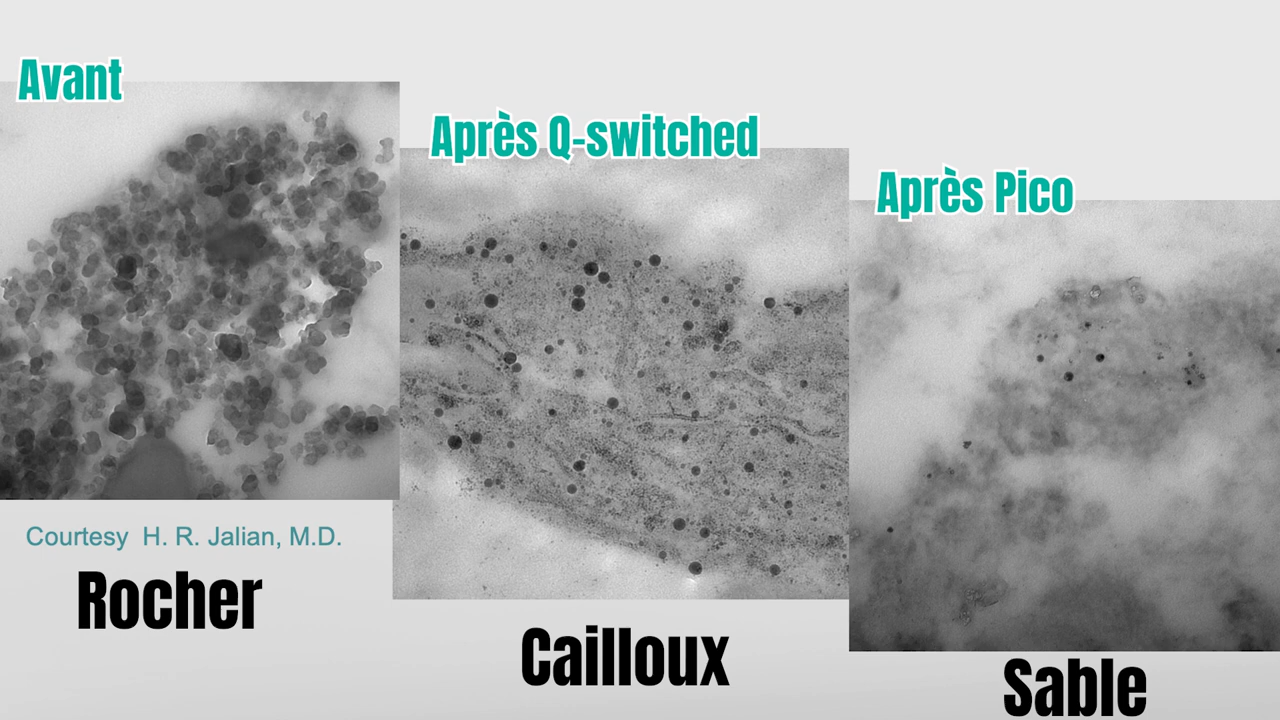 Avant
Après Q-switched
Après Pico
Courtesy H. R. Jalian, M.D.
Rocher
Cailloux
Sable